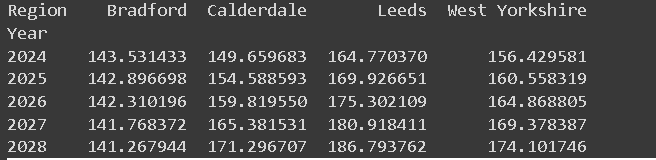 Region Bradford Calderdale Leeds West Yorkshire
Year
2024 143.531433 149.659683 164.770370 156.429581
2025 142.896698 154.588593 169.926651 160.558319
2026 142.310196 159.819550 175.302109 164.868805
2027 141.768372 165.381531 180.918411 169.378387
2028 141.267944 171.296707 186.793762 174.101746